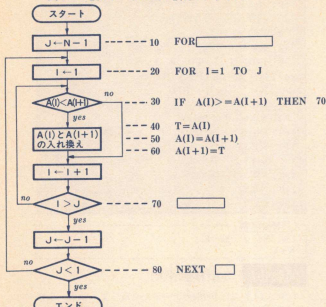 スタート
J←N−1 10 FOR
I←1 20 FOR I=1 TO J
no
A(I)<A(I+1) 30 IF A(I)>=A(I+1) THEN 70
yes
A(I)とA(I+1)の入れ換え
40 T=A(I)
50 A(I)=A(I+1)
60 A(I+1)=T
I←I+1
no
I>J 70
yes
J←J−1
no
J<1 80 NEXT
yes
エンド